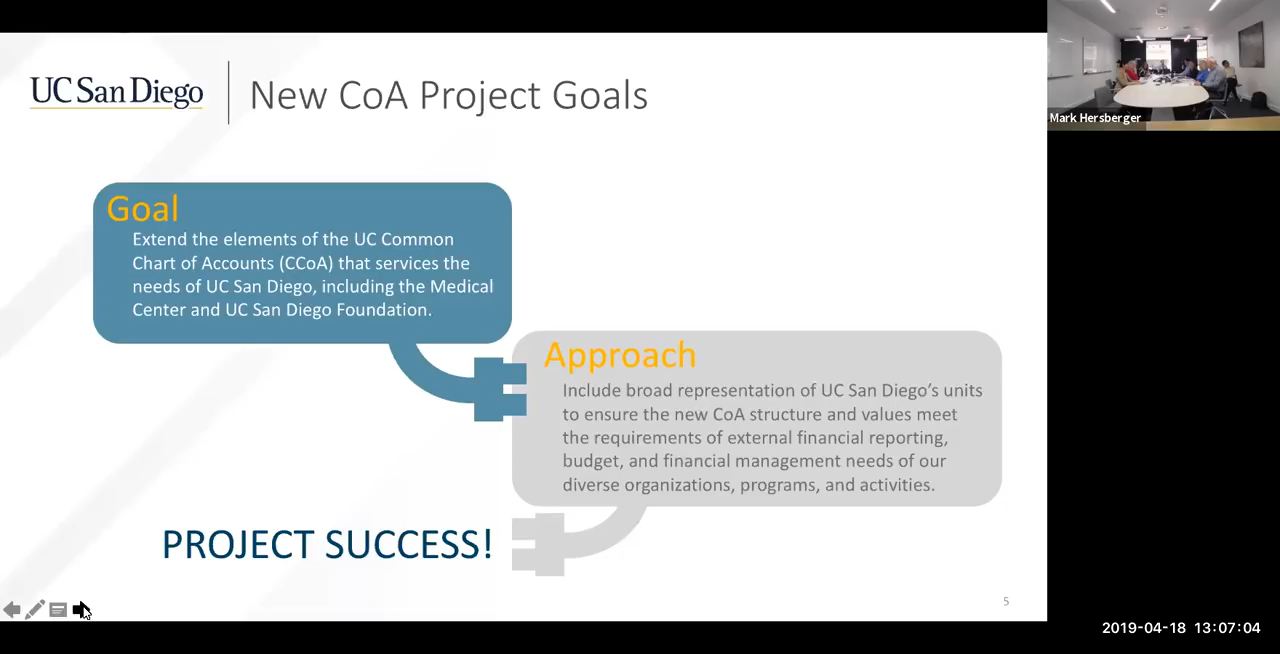 UC San Diego
New CoA Project Goals
Mark Hersberger
Goal
Extend the elements of the UC Common
Chart of Accounts (CCoA) that services the
needs of UC San Diego, including the Medical
Center and UC San Diego Foundation.
Approach
Include broad representation of UC San Diego’s units
to ensure the new CoA structure and values meet
the requirements of external financial reporting,
budget, and financial management needs of our
diverse organizations, programs, and activities.
PROJECT SUCCESS!
5
2019-04-18 13:07:04